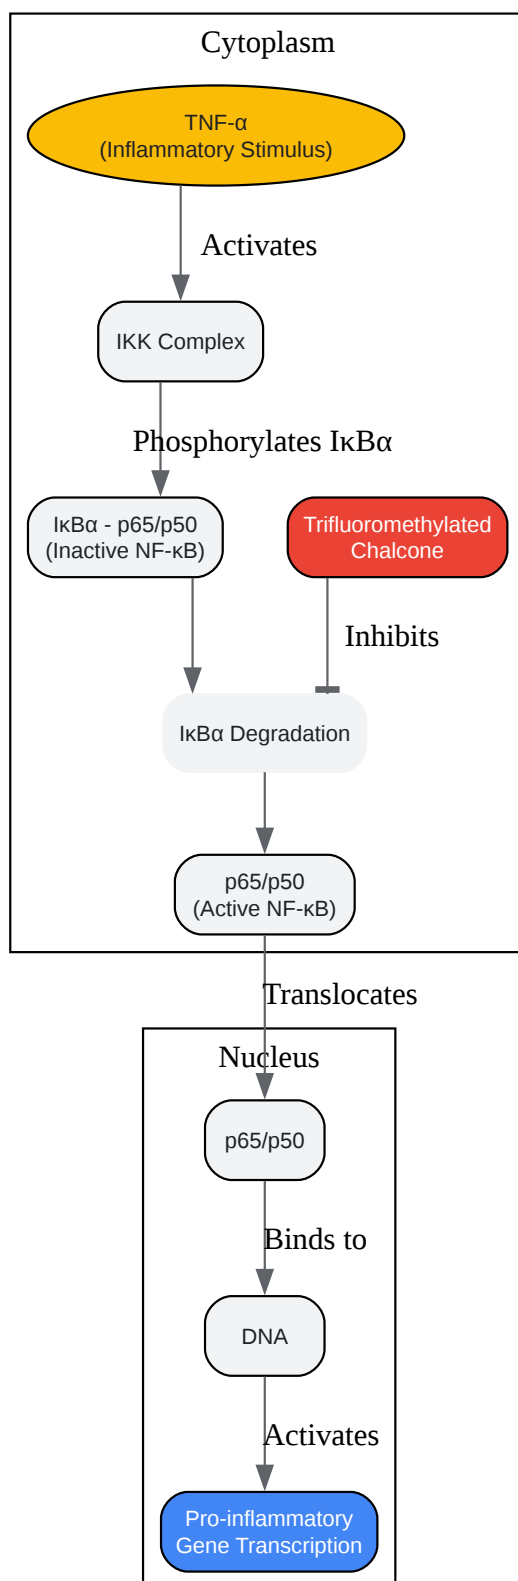 Cytoplasm
TNF-α
(Inflammatory Stimulus)
Activates
IKK Complex
Phosphorylates IκBα
IκBα - p65/p50
(Inactive NF-κB)
Trifluoromethylated
Chalcone
Inhibits
IκBα Degradation
p65/p50
(Active NF-κB)
Translocates
Nucleus
p65/p50
Binds to
DNA
Activates
Pro-inflammatory
Gene Transcription